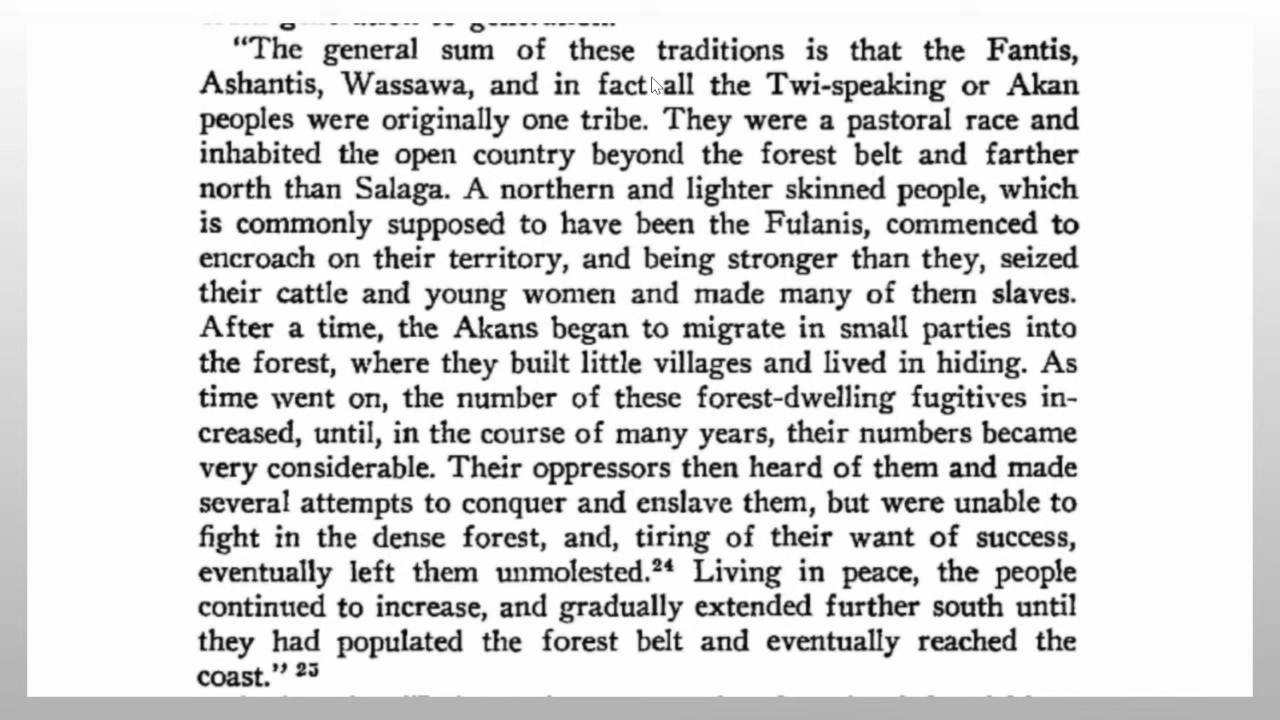 "The general sum of these traditions is that the Fantis,
Ashantis, Wassawa, and in fact all the Twi-speaking or Akan
peoples were originally one tribe. They were a pastoral race and
inhabited the open country beyond the forest belt and farther
north than Salaga. A northern and lighter skinned people, which
is commonly supposed to have been the Fulanis, commenced to
encroach on their territory, and being stronger than they, seized
their cattle and young women and made many of them slaves.
After a time, the Akans began to migrate in small parties into
the forest, where they built little villages and lived in hiding. As
time went on, the number of these forest-dwelling fugitives in-
creased, until, in the course of many years, their numbers became
very considerable. Their oppressors then heard of them and made
several attempts to conquer and enslave them, but were unable to
fight in the dense forest, and, tiring of their want of success,
eventually left them unmolested.24 Living in peace, the people
continued to increase, and gradually extended further south until
they had populated the forest belt and eventually reached the
coast." 25